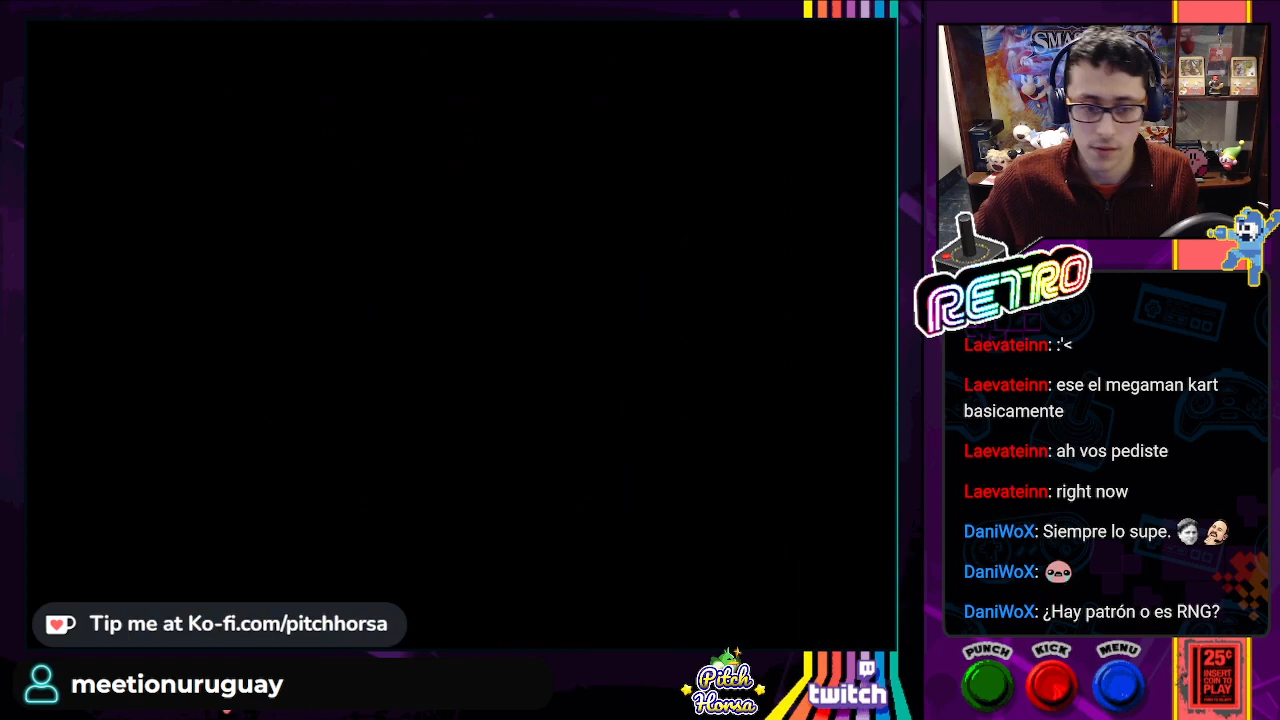 SMASH
RETRO
Laevateinn: :'<
Laevateinn: ese el megaman kart
basicamente
Laevateinn: ah vos pediste
Laevateinn: right now
DaniWoX: Siempre lo supe.
DaniWoX:
DaniWoX: ¿Hay patrón o es RNG?
Tip me at Ko-fi.com/pitchhorsa
meetionuruguay
Pitch
Horsa
twitch
PUNCH
KICK
MENU
25¢
INSERT
COIN TO
PLAY